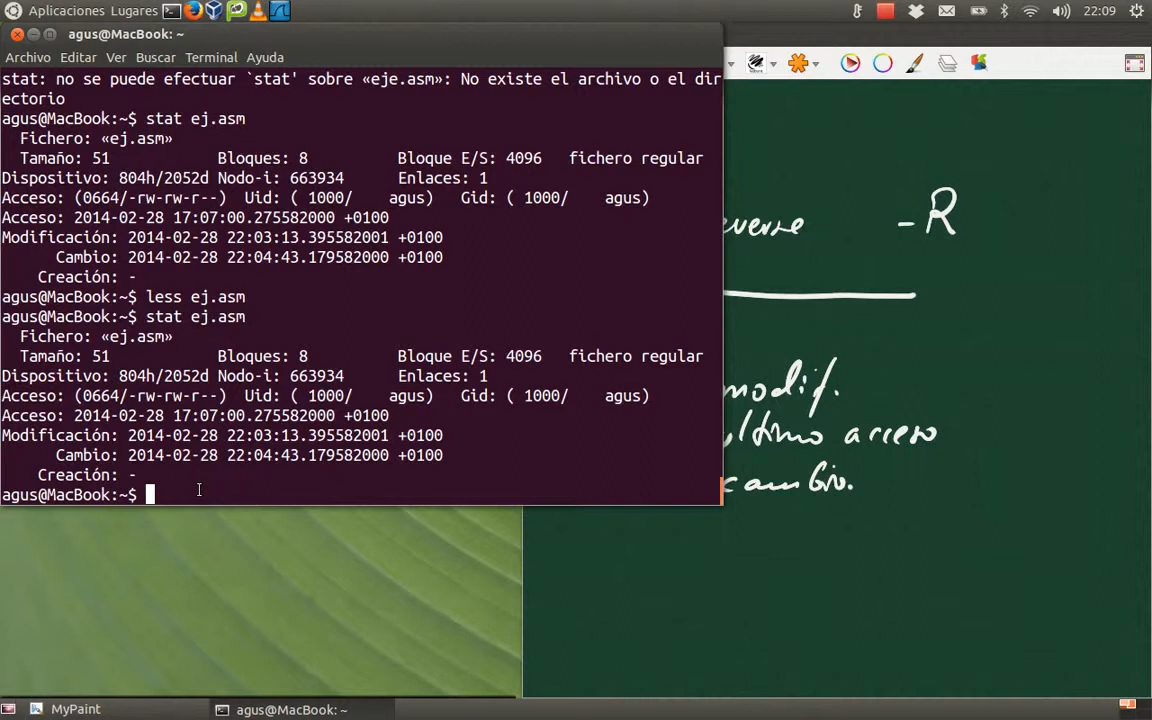 Aplicaciones Lugares
22:09
agus@MacBook: ~
Archivo Editar Ver Buscar Terminal Ayuda
stat: no se puede efectuar `stat' sobre «eje.asm»: No existe el archivo o el dir
ectorio
agus@MacBook:~$ stat ej.asm
Fichero: «ej.asm»
Tamaño: 51 Bloques: 8 Bloque E/S: 4096 fichero regular
Dispositivo: 804h/2052d Nodo-i: 663934 Enlaces: 1
Acceso: (0664/-rw-rw-r--) Uid: ( 1000/ agus) Gid: ( 1000/ agus)
Acceso: 2014-02-28 17:07:00.275582000 +0100
Modificación: 2014-02-28 22:03:13.395582001 +0100
Cambio: 2014-02-28 22:04:43.179582000 +0100
Creación: -
agus@MacBook:~$ less ej.asm
agus@MacBook:~$ stat ej.asm
Fichero: «ej.asm»
Tamaño: 51 Bloques: 8 Bloque E/S: 4096 fichero regular
Dispositivo: 804h/2052d Nodo-i: 663934 Enlaces: 1
Acceso: (0664/-rw-rw-r--) Uid: ( 1000/ agus) Gid: ( 1000/ agus)
Acceso: 2014-02-28 17:07:00.275582000 +0100
Modificación: 2014-02-28 22:03:13.395582001 +0100
Cambio: 2014-02-28 22:04:43.179582000 +0100
Creación: -
agus@MacBook:~$
everse -R
modif.
último acceso
cambio.
MyPaint
agus@MacBook: ~